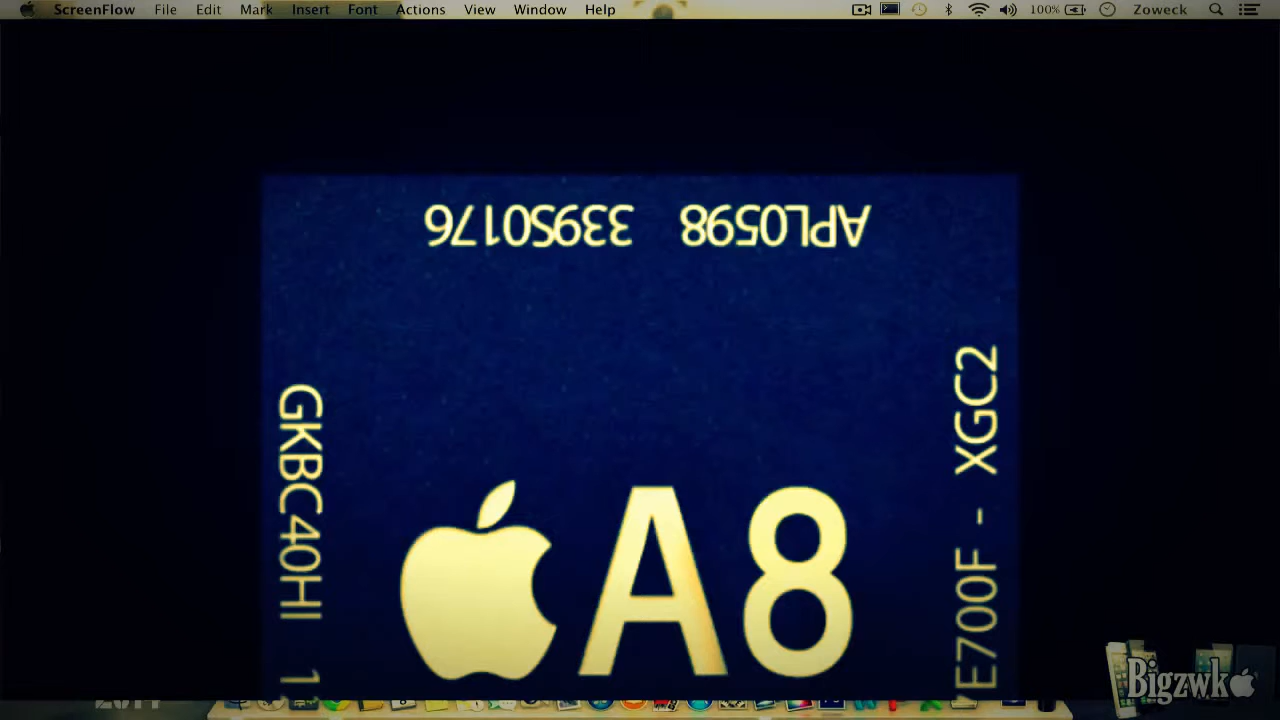 ScreenFlow File Edit Mark Insert Font Actions View Window Help 100% Zoweck
APL0598 339S0176
GKBC40HI
E700F - XGC2
A8
Bigzwk